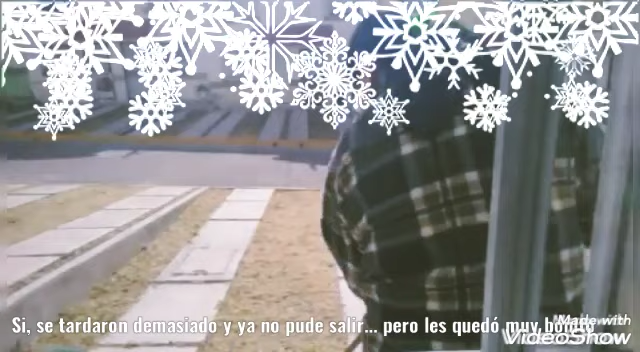 Si, se tardaron demasiado y ya no pude salir... pero les quedó muy bonito
Made with
VideoShow